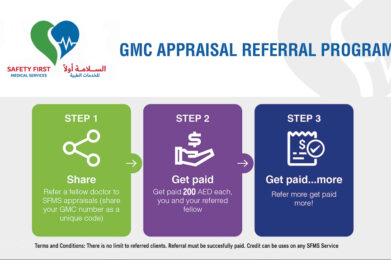 GMC APPRAISAL REFERRAL PROGRAM
SAFETY FIRST السلامة أولاً
MEDICAL SERVICES للخدمات الطبية
STEP 1
Share
Refer a fellow doctor to
SFMS appraisals (share
your GMC number as a
unique code)
STEP 2
Get paid
Get paid 200 AED each,
you and your referred
fellow
STEP 3
Get paid...more
Refer more get paid
more!
Terms and Conditions: There is no limit to referred clients. Referral must be succesfully paid. Credit can be uses on any SFMS Service